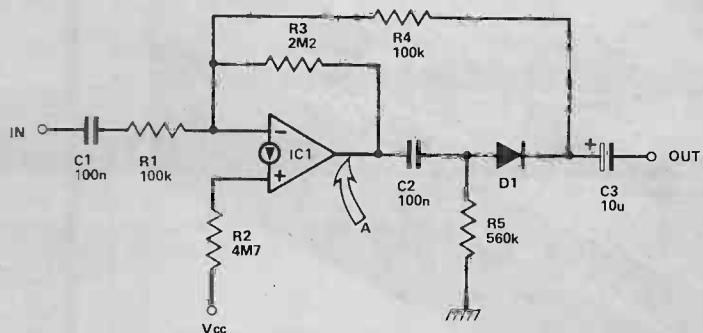 R3
2M2
R4
100k
IN
C1
100n
R1
100k
−
IC1
+
A
C2
100n
D1
+
C3
10u
OUT
R2
4M7
R5
560k
Vcc